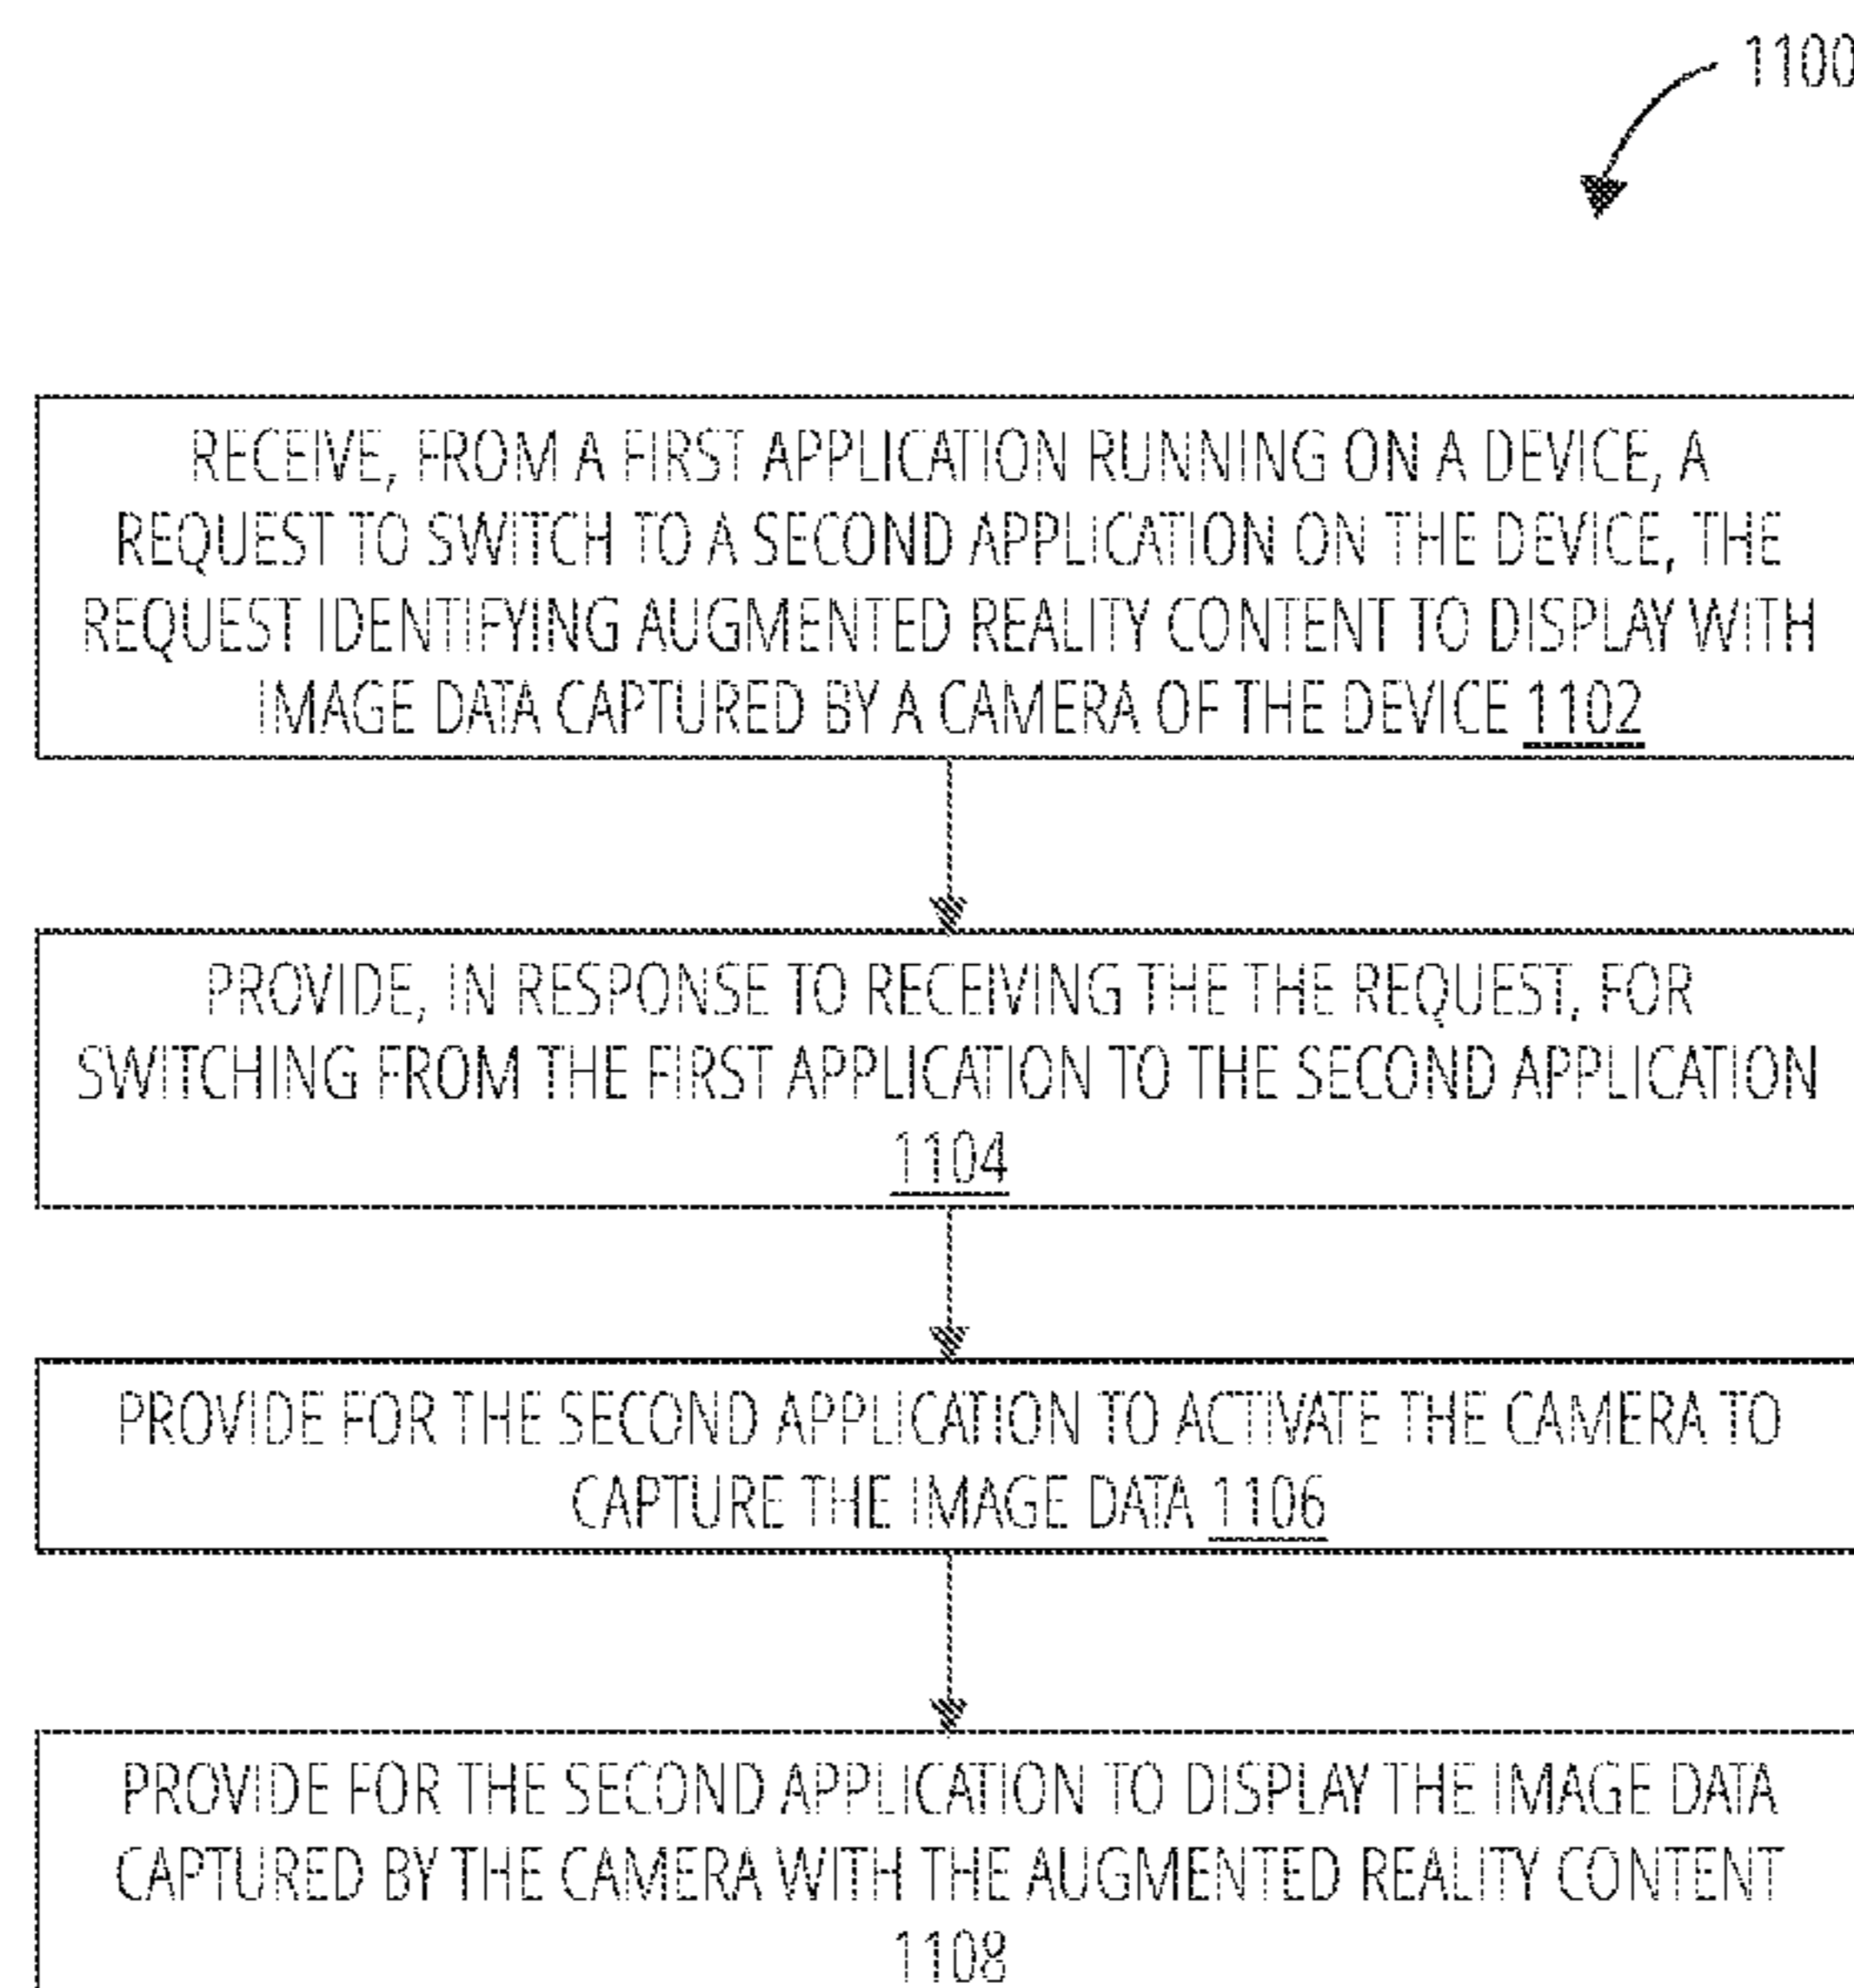 1100
RECEIVE, FROM A FIRST APPLICATION RUNNING ON A DEVICE, A
REQUEST TO SWITCH TO A SECOND APPLICATION ON THE DEVICE, THE
REQUEST IDENTIFYING AUGMENTED REALITY CONTENT TO DISPLAY WITH
IMAGE DATA CAPTURED BY A CAMERA OF THE DEVICE 1102
PROVIDE, IN RESPONSE TO RECEIVING THE THE REQUEST, FOR
SWITCHING FROM THE FIRST APPLICATION TO THE SECOND APPLICATION
1104
PROVIDE FOR THE SECOND APPLICATION TO ACTIVATE THE CAMERA TO
CAPTURE THE IMAGE DATA 1106
PROVIDE FOR THE SECOND APPLICATION TO DISPLAY THE IMAGE DATA
CAPTURED BY THE CAMERA WITH THE AUGMENTED REALITY CONTENT
1108